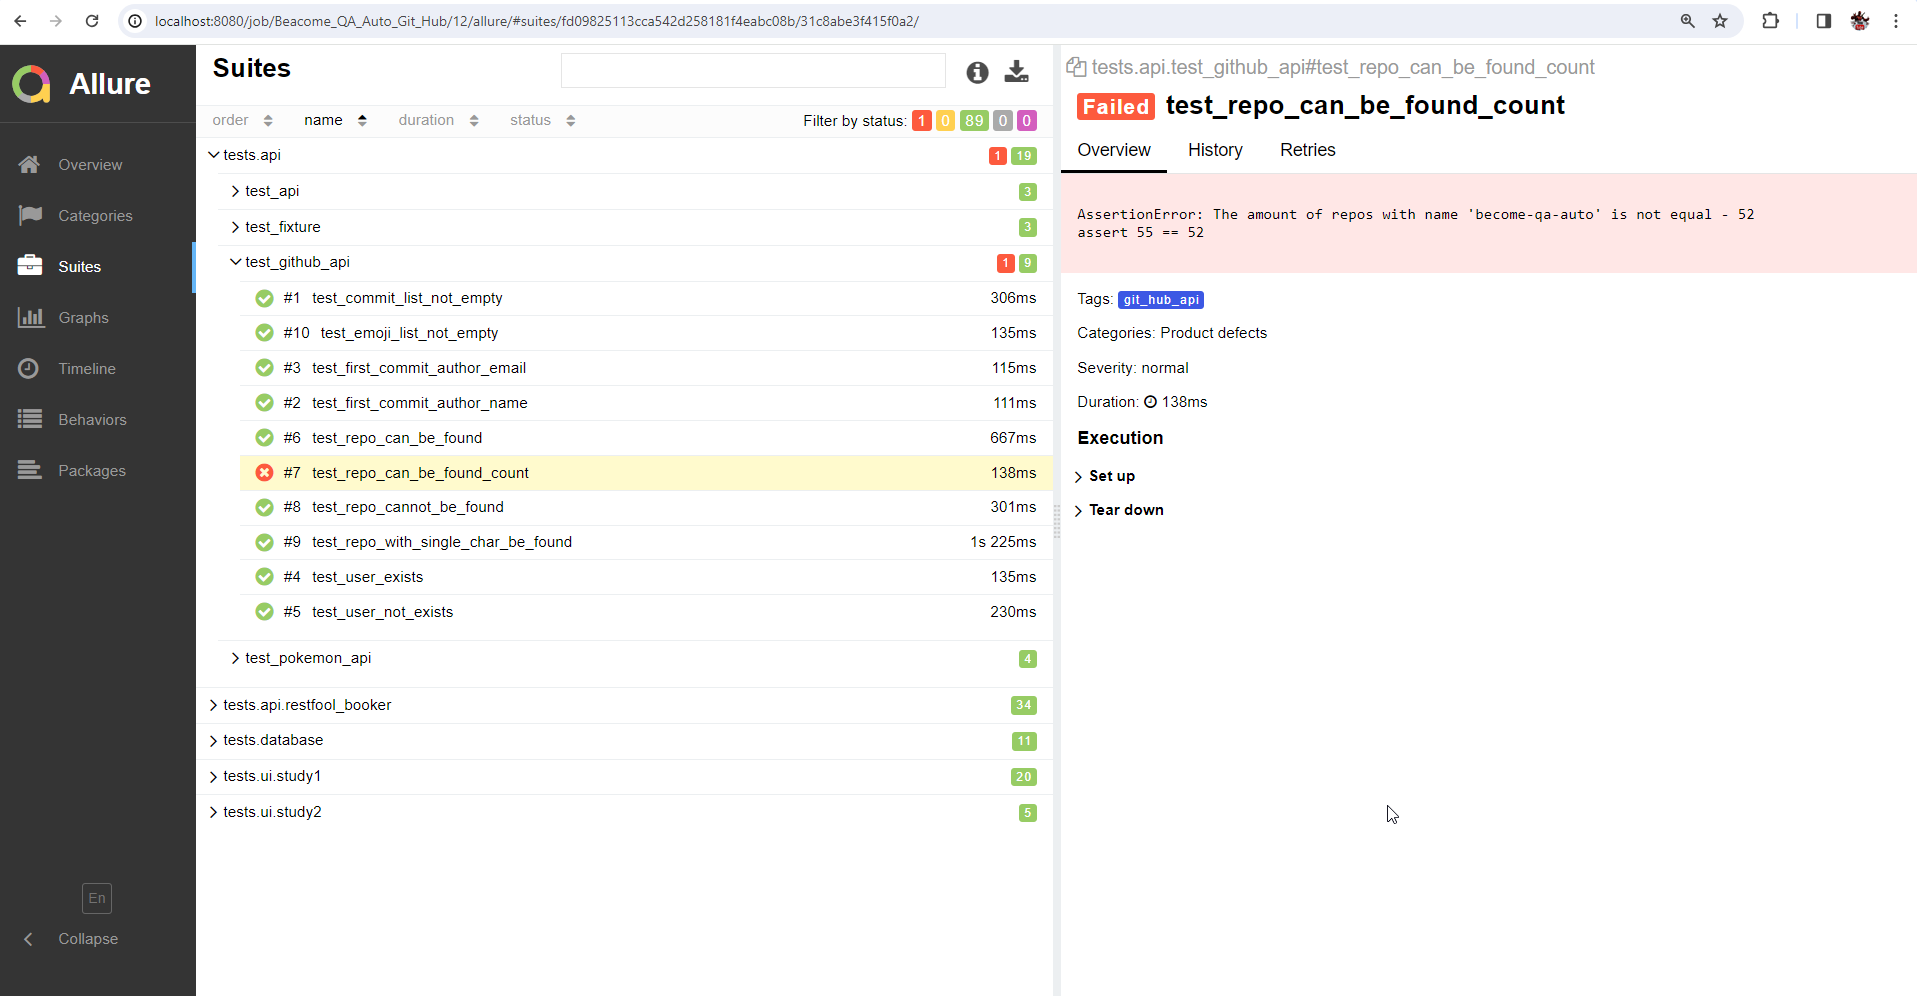 localhost:8080/job/Beacome_QA_Auto_Git_Hub/12/allure/#suites/fd09825113cca542d258181f4eabc08b/31c8abe3f415f0a2/
Allure
Overview
Categories
Suites
Graphs
Timeline
Behaviors
Packages
En
Collapse
Suites
order name duration status Filter by status: 1 0 89 0 0
tests.api 1 19
test_api 3
test_fixture 3
test_github_api 1 9
#1 test_commit_list_not_empty 306ms
#10 test_emoji_list_not_empty 135ms
#3 test_first_commit_author_email 115ms
#2 test_first_commit_author_name 111ms
#6 test_repo_can_be_found 667ms
#7 test_repo_can_be_found_count 138ms
#8 test_repo_cannot_be_found 301ms
#9 test_repo_with_single_char_be_found 1s 225ms
#4 test_user_exists 135ms
#5 test_user_not_exists 230ms
test_pokemon_api 4
tests.api.restfool_booker 34
tests.database 11
tests.ui.study1 20
tests.ui.study2 5
tests.api.test_github_api#test_repo_can_be_found_count
Failed test_repo_can_be_found_count
Overview History Retries
AssertionError: The amount of repos with name 'become-qa-auto' is not equal - 52
assert 55 == 52
Tags: git_hub_api
Categories: Product defects
Severity: normal
Duration: 138ms
Execution
Set up
Tear down